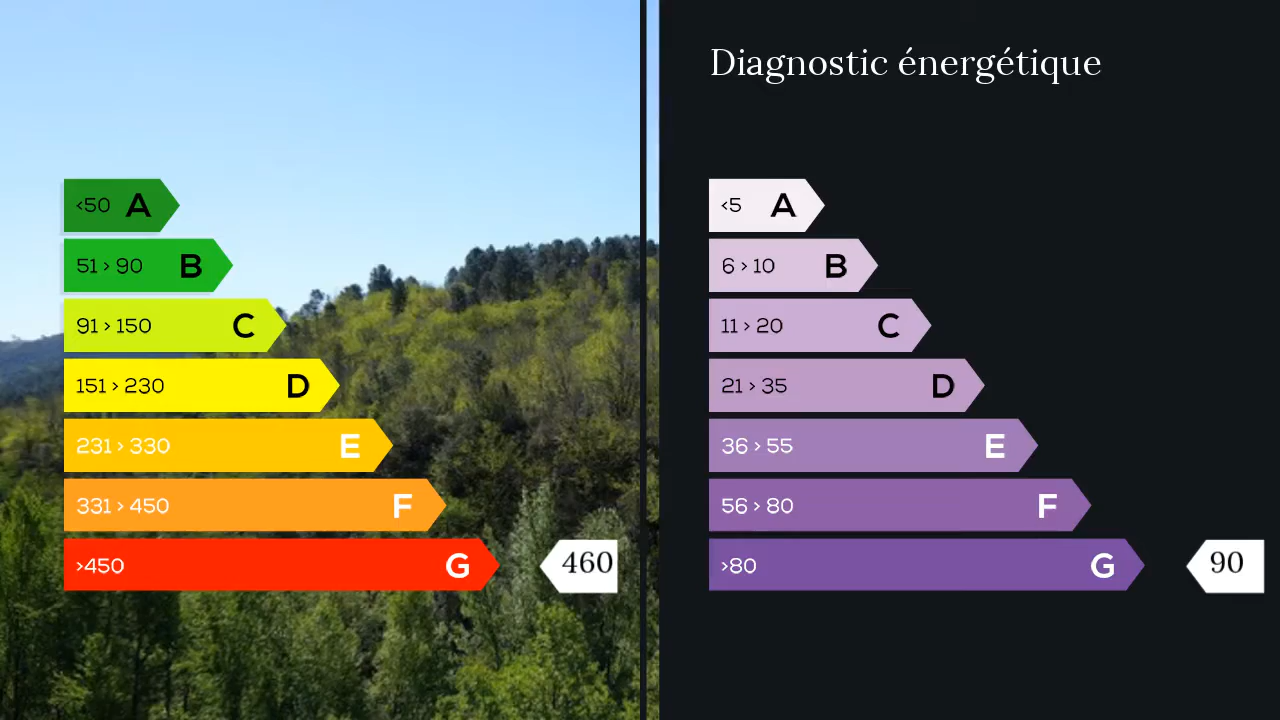 Diagnostic énergétique
<50 A
51 > 90 B
91 > 150 C
151 > 230 D
231 > 330 E
331 > 450 F
>450 G
460
<5 A
6 > 10 B
11 > 20 C
21 > 35 D
36 > 55 E
56 > 80 F
>80 G
90